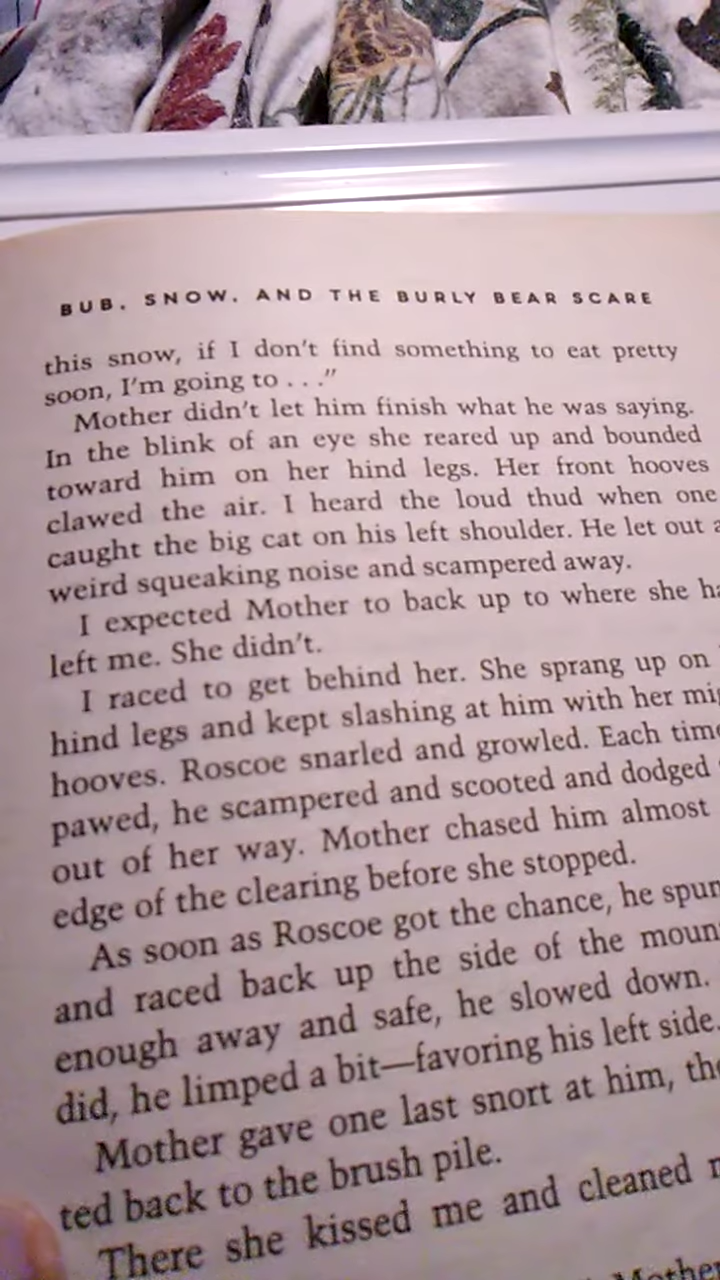 BUB, SNOW, AND THE BURLY BEAR SCARE
this snow, if I don't find something to eat pretty
soon, I'm going to . . ."
Mother didn't let him finish what he was saying.
In the blink of an eye she reared up and bounded
toward him on her hind legs. Her front hooves
clawed the air. I heard the loud thud when one
caught the big cat on his left shoulder. He let out a
weird squeaking noise and scampered away.
I expected Mother to back up to where she
left me. She didn't.
I raced to get behind her. She sprang up on
hind legs and kept slashing at him with her
hooves. Roscoe snarled and growled. Each time
pawed, he scampered and scooted and dodged
out of her way. Mother chased him almost
edge of the clearing before she stopped.
As soon as Roscoe got the chance, he spun
and raced back up the side of the
enough away and safe, he slowed down.
did, he limped a bit—favoring his left side.
Mother gave one last snort at him,
ted back to the brush pile.
There she kissed me and cleaned
Mother